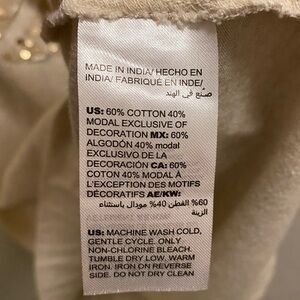 MADE IN INDIA/ HECHO EN
INDIA/ FABRIQUÉ EN INDE/
صنع في الهند
US: 60% COTTON 40%
MODAL EXCLUSIVE OF
DECORATION MX: 60%
ALGODÓN 40% modal
EXCLUSIVO DE LA
DECORACIÓN CA: 60%
COTON 40% MODAL À
L'EXCEPTION DES MOTIFS
DÉCORATIFS AE/KW:
60% القطن 40% مودال باستثناء
الزينة
US: MACHINE WASH COLD,
GENTLE CYCLE. ONLY
NON-CHLORINE BLEACH.
TUMBLE DRY LOW. WARM
IRON. IRON ON REVERSE
SIDE. DO NOT DRY CLEAN